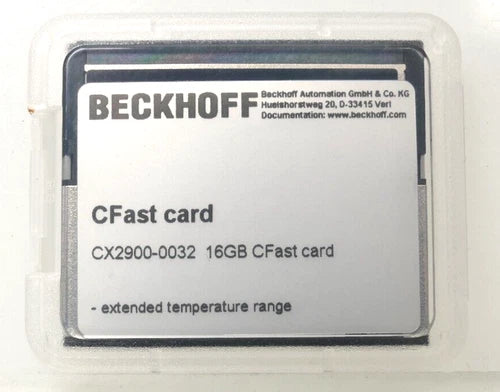 BECKHOFF
Beckhoff Automation GmbH & Co. KG
Huelshorstweg 20, D-33415 Verl
Documentation: www.beckhoff.com
CFast card
CX2900-0032 16GB CFast card
- extended temperature range